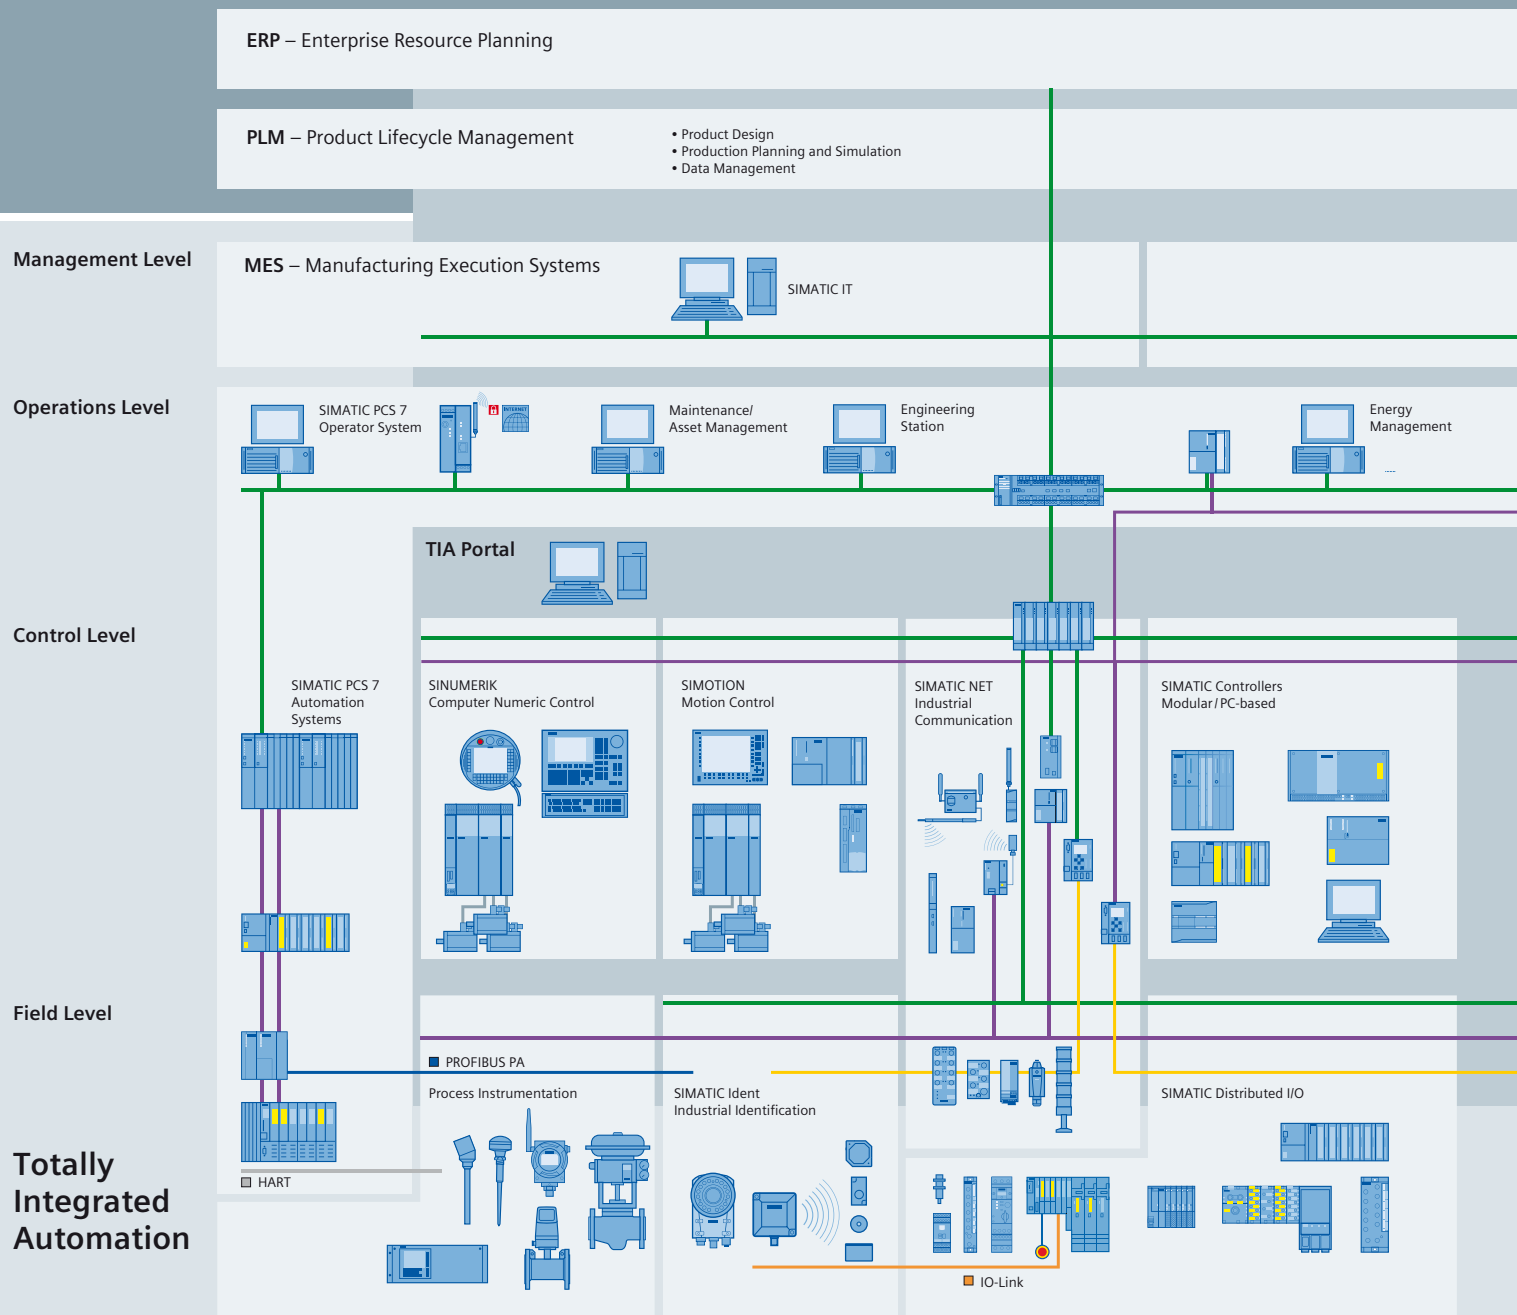 ERP – Enterprise Resource Planning
PLM – Product Lifecycle Management
• Product Design
• Production Planning and Simulation
• Data Management
Management Level
MES – Manufacturing Execution Systems
SIMATIC IT
Operations Level
SIMATIC PCS 7
Operator System
INTERNET
Maintenance/
Asset Management
Engineering
Station
Energy
Management
TIA Portal
Control Level
SIMATIC PCS 7
Automation
Systems
SINUMERIK
Computer Numeric Control
SIMOTION
Motion Control
SIMATIC NET
Industrial
Communication
SIMATIC Controllers
Modular/PC-based
Field Level
PROFIBUS PA
Process Instrumentation
SIMATIC Ident
Industrial Identification
SIMATIC Distributed I/O
HART
IO-Link
Totally
Integrated
Automation